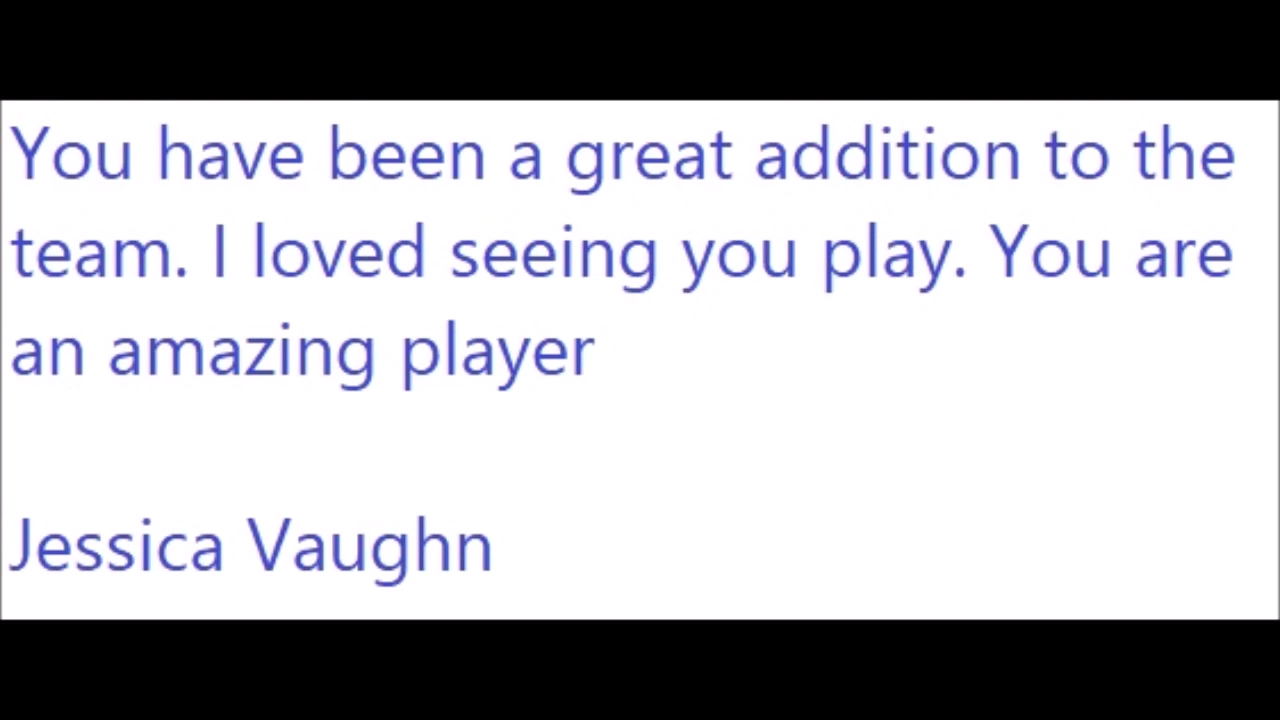 You have been a great addition to the
team. I loved seeing you play. You are
an amazing player
Jessica Vaughn